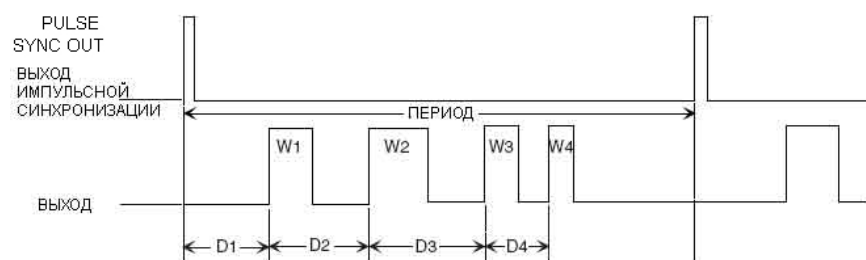 PULSE
SYNC OUT
ВЫХОД
ИМПУЛЬСНОЙ
СИНХРОНИЗАЦИИ
ПЕРИОД
W1 W2 W3 W4
ВЫХОД
D1 D2 D3 D4